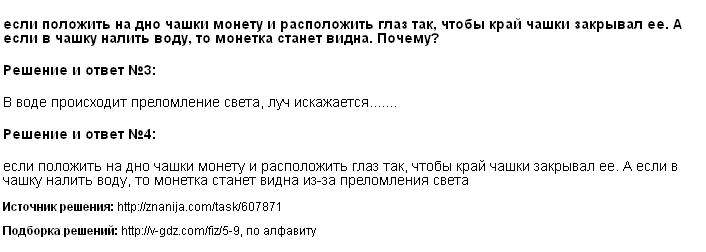 если положить на дно чашки монету и расположить глаз так, чтобы край чашки закрывал ее. А
если в чашку налить воду, то монетка станет видна. Почему?
Решение и ответ №3:
В воде происходит преломление света, луч искажается.......
Решение и ответ №4:
если положить на дно чашки монету и расположить глаз так, чтобы край чашки закрывал ее. А если в
чашку налить воду, то монетка станет видна из-за преломления света
Источник решения: http://znanija.com/task/607871
Подборка решений: http://v-gdz.com/fiz/5-9, по алфавиту